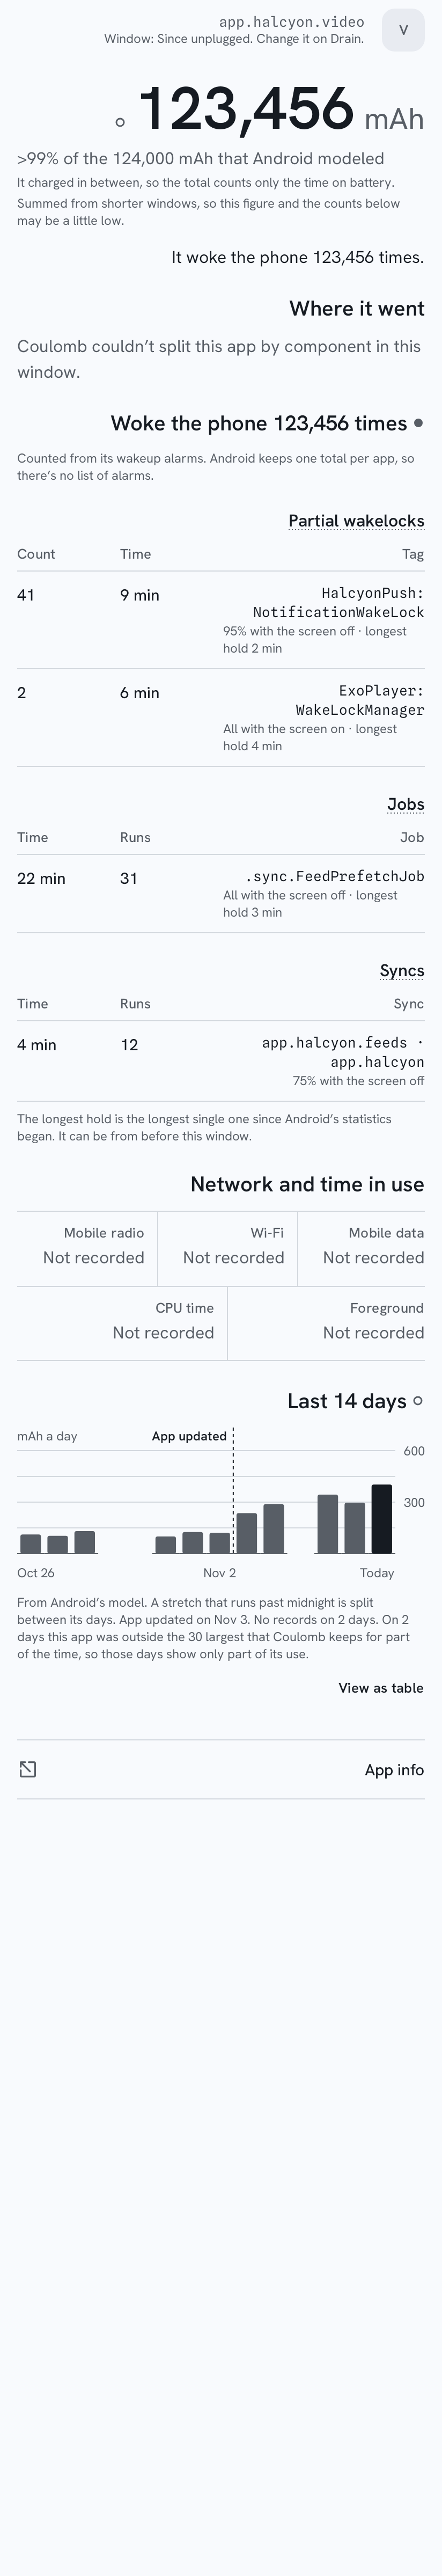 app.halcyon.video
Window: Since unplugged. Change it on Drain.
V
123,456 mAh
>99% of the 124,000 mAh that Android modeled
It charged in between, so the total counts only the time on battery.
Summed from shorter windows, so this figure and the counts below
may be a little low.
It woke the phone 123,456 times.
Where it went
Coulomb couldn’t split this app by component in this
window.
Woke the phone 123,456 times
Counted from its wakeup alarms. Android keeps one total per app, so
there’s no list of alarms.
Partial wakelocks
Count Time Tag
41 9 min HalcyonPush:
NotificationWakeLock
95% with the screen off · longest
hold 2 min
2 6 min ExoPlayer:
WakeLockManager
All with the screen on · longest
hold 4 min
Jobs
Time Runs Job
22 min 31 .sync.FeedPrefetchJob
All with the screen off · longest
hold 3 min
Syncs
Time Runs Sync
4 min 12 app.halcyon.feeds ·
app.halcyon
75% with the screen off
The longest hold is the longest single one since Android’s statistics
began. It can be from before this window.
Network and time in use
Mobile radio Wi-Fi Mobile data
Not recorded Not recorded Not recorded
CPU time Foreground
Not recorded Not recorded
Last 14 days
mAh a day App updated
600
300
Oct 26 Nov 2 Today
From Android’s model. A stretch that runs past midnight is split
between its days. App updated on Nov 3. No records on 2 days. On 2
days this app was outside the 30 largest that Coulomb keeps for part
of the time, so those days show only part of its use.
View as table
App info